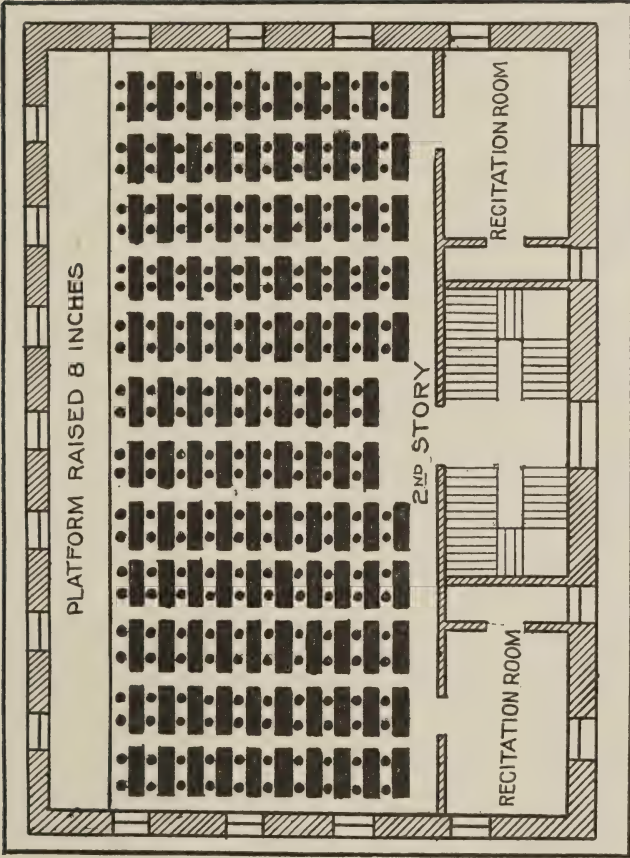 PLATFORM RAISED 8 INCHES
2ND STORY
RECITATION ROOM
RECITATION ROOM